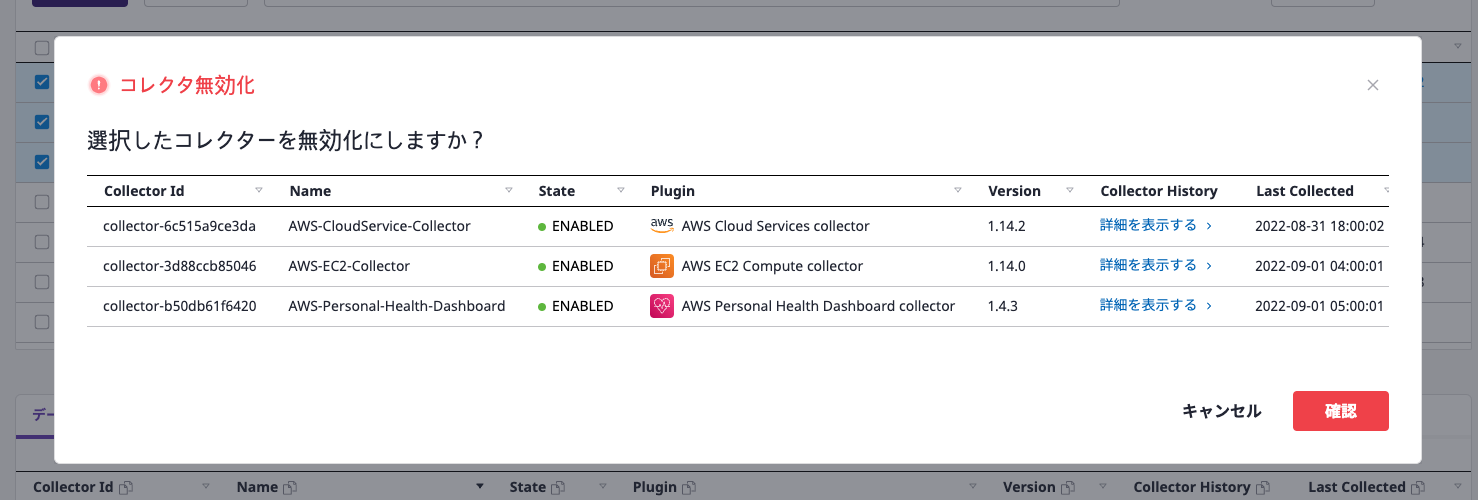 コレクタ無効化
選択したコレクターを無効化にしますか？
Collector Id Name State Plugin Version Collector History Last Collected
collector-6c515a9ce3da AWS-CloudService-Collector ENABLED aws AWS Cloud Services collector 1.14.2 詳細を表示する 2022-08-31 18:00:02
collector-3d88ccb85046 AWS-EC2-Collector ENABLED AWS EC2 Compute collector 1.14.0 詳細を表示する 2022-09-01 04:00:01
collector-b50db61f6420 AWS-Personal-Health-Dashboard ENABLED AWS Personal Health Dashboard collector 1.4.3 詳細を表示する 2022-09-01 05:00:01
キャンセル 確認
デー
Collector Id Name State Plugin Version Collector History Last Collected